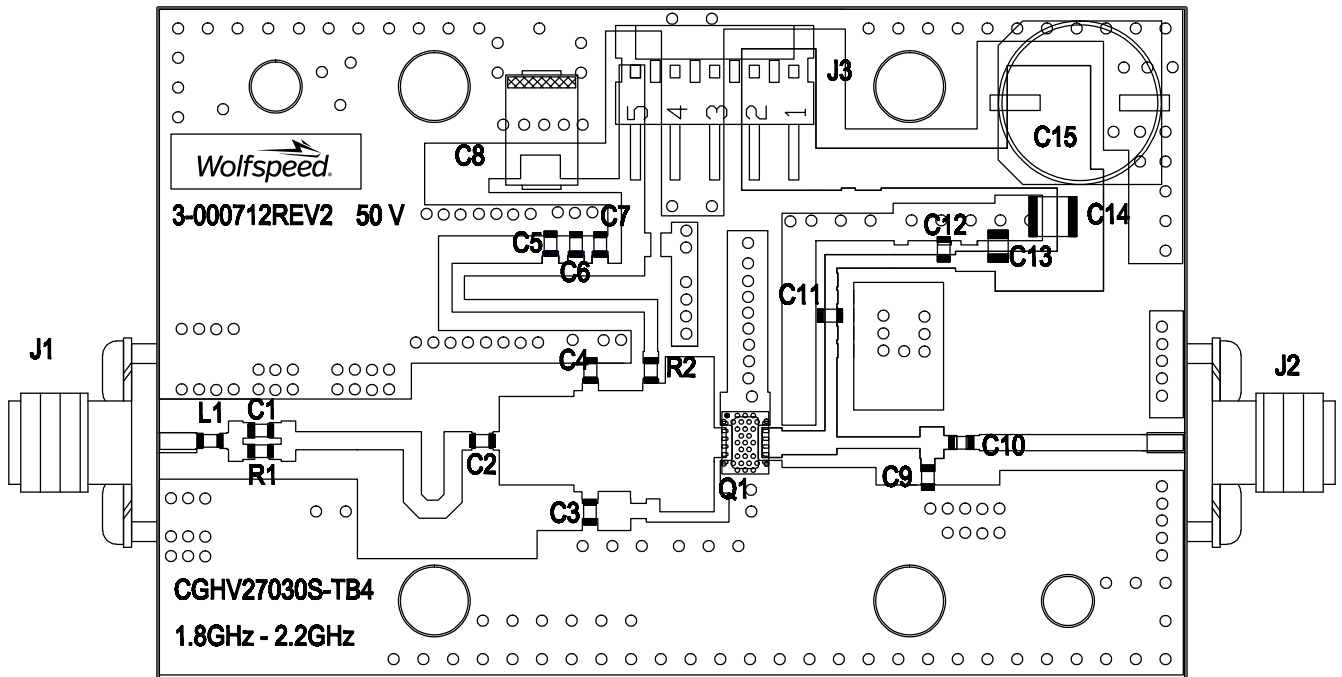 J3
5 4 3 2 1
C15
C8
Wolfspeed.
3-000712REV2 50 V
C7
C14
C5
C12
C6
C13
C11
J1
C4
R2
J2
L1 C1
C2
C10
R1
C9
Q1
C3
CGHV27030S-TB4
1.8GHz - 2.2GHz